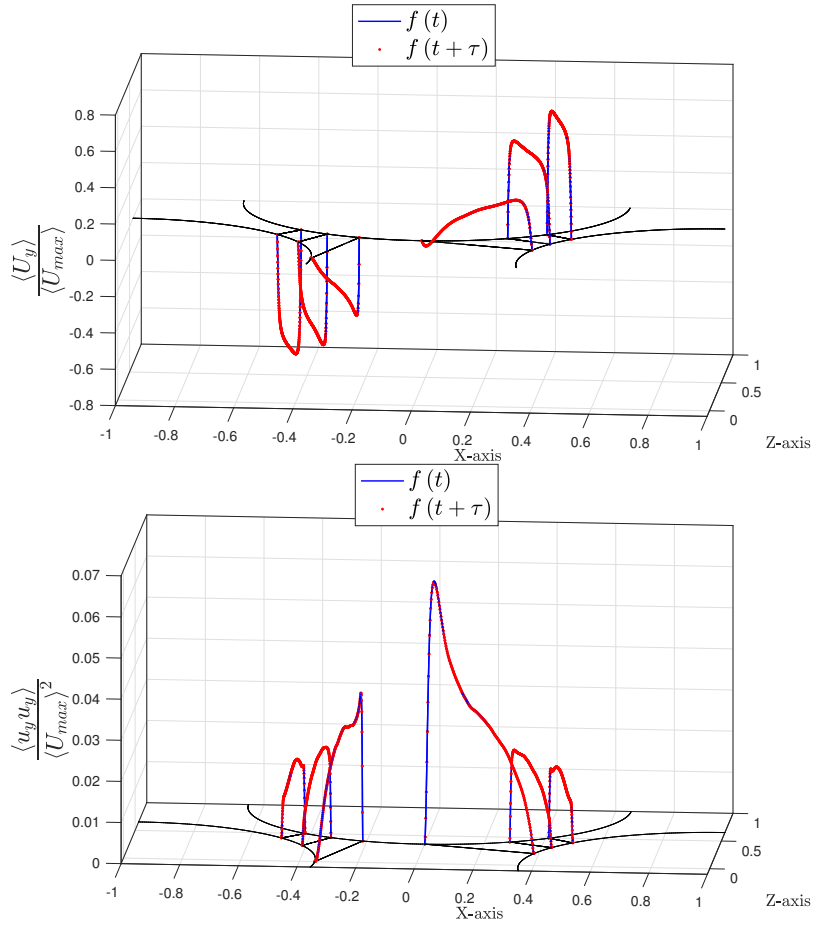 f (t)
f (t + τ)
0.8
0.6
0.4
0.2
0
-0.2
-0.4
-0.6
-0.8
⟨U_y⟩
⟨U_max⟩
-1 -0.8 -0.6 -0.4 -0.2 0 0.2 0.4 0.6 0.8 1
X-axis
0 0.5 1
Z-axis
f (t)
f (t + τ)
0.07
0.06
0.05
0.04
0.03
0.02
0.01
0
⟨u_y u_y⟩
⟨U_max⟩²
-1 -0.8 -0.6 -0.4 -0.2 0 0.2 0.4 0.6 0.8 1
X-axis
0 0.5 1
Z-axis